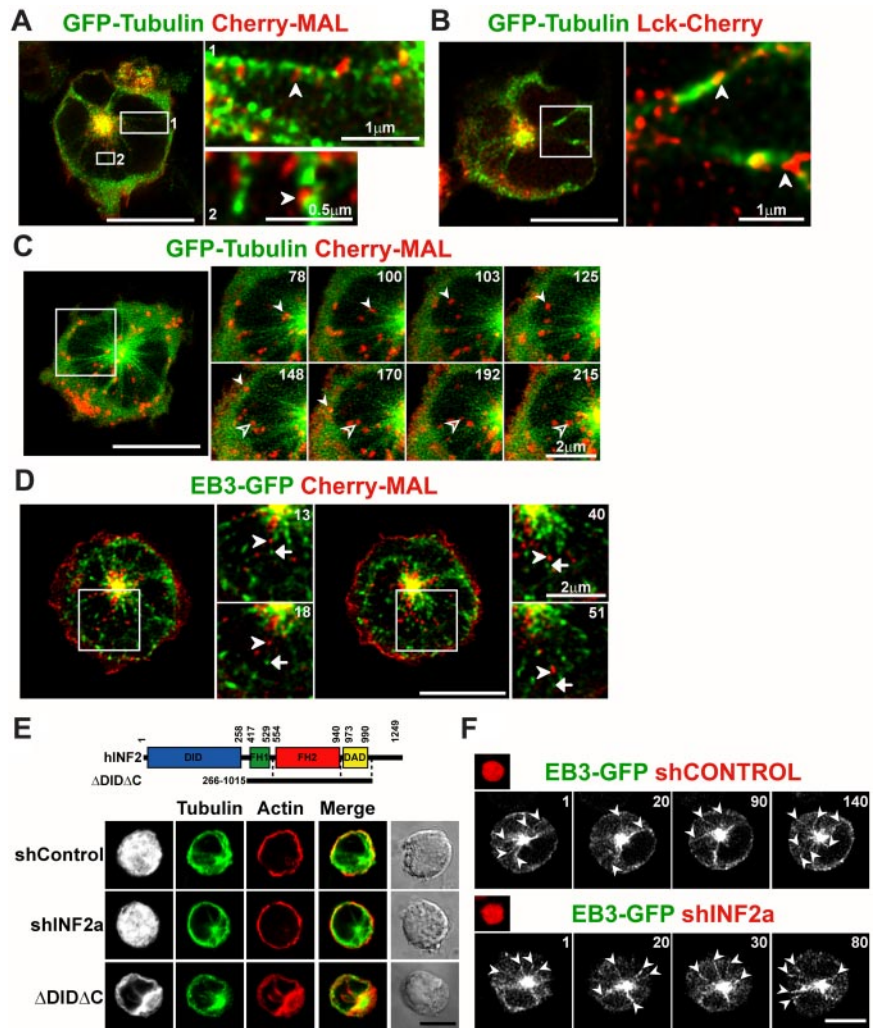 A
GFP-Tubulin Cherry-MAL
1
2
1
1μm
2
0.5μm
B
GFP-Tubulin Lck-Cherry
1μm
C
GFP-Tubulin Cherry-MAL
78 100 103 125
148 170 192 215
2μm
D
EB3-GFP Cherry-MAL
13 40
2μm
18 51
E
1 258 417 529 554 940 973 990 1249
hINF2 DID FH1 FH2 DAD
ΔDIDΔC 266-1015
Tubulin Actin Merge
shControl
shINF2a
ΔDIDΔC
F
EB3-GFP shCONTROL
1 20 90 140
EB3-GFP shINF2a
1 20 30 80